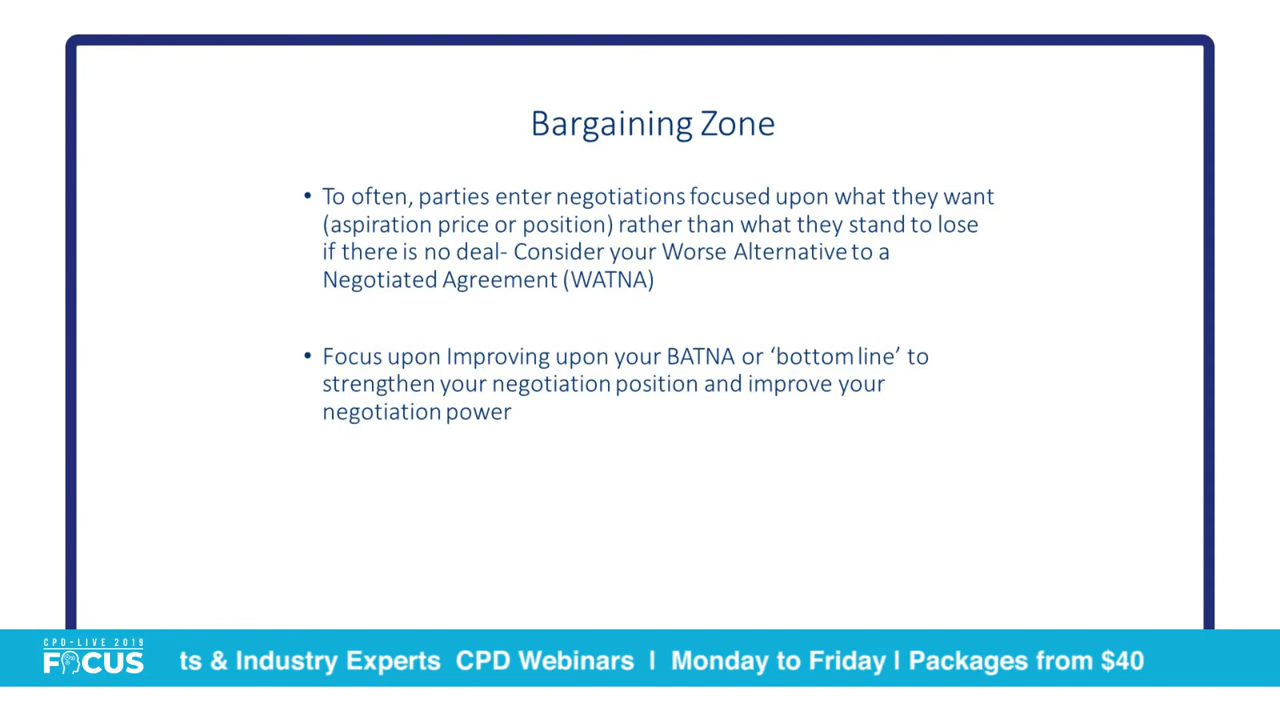 Bargaining Zone
• To often, parties enter negotiations focused upon what they want
(aspiration price or position) rather than what they stand to lose
if there is no deal- Consider your Worse Alternative to a
Negotiated Agreement (WATNA)
• Focus upon Improving upon your BATNA or ‘bottom line’ to
strengthen your negotiation position and improve your
negotiation power
CPD-LIVE 2019
FOCUS
ts & Industry Experts CPD Webinars | Monday to Friday | Packages from $40